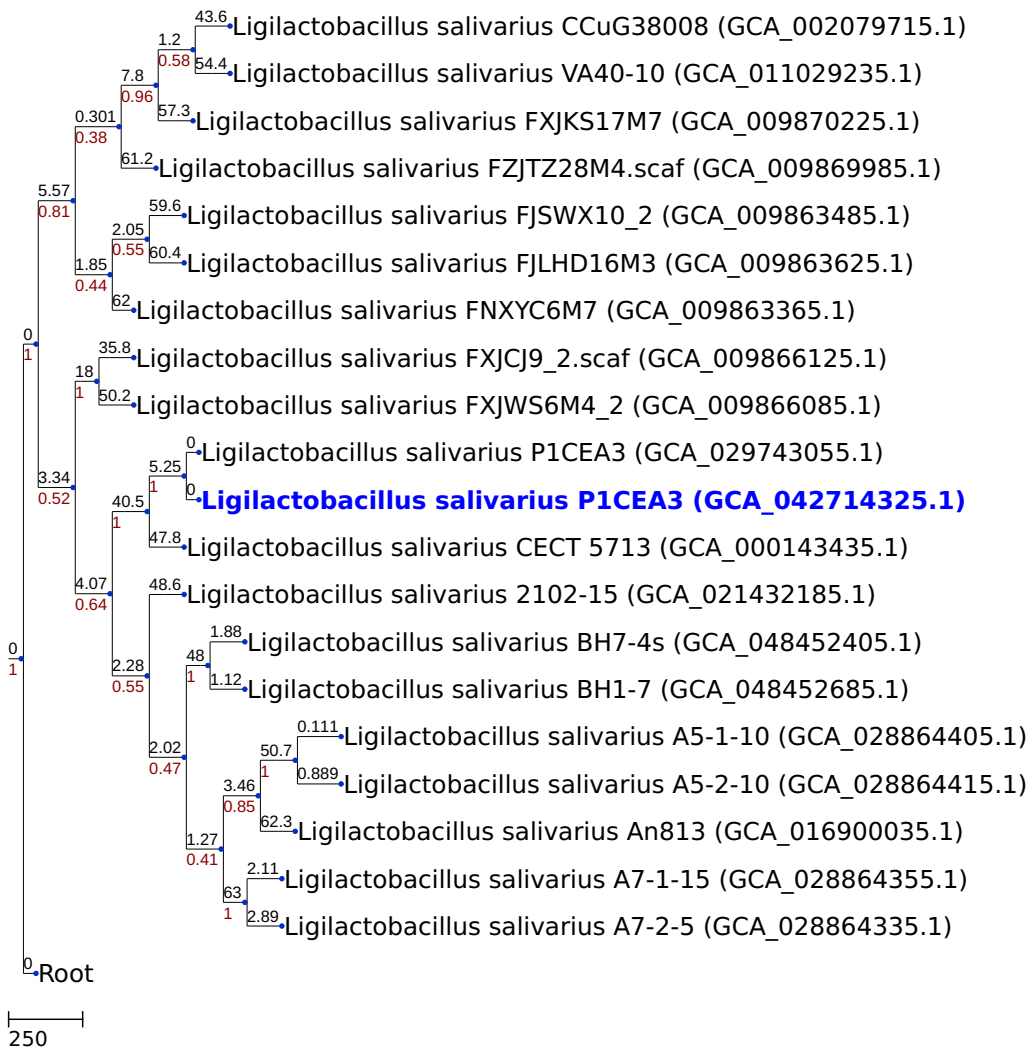 43.6
Ligilactobacillus salivarius CCuG38008 (GCA_002079715.1)
1.2
0.58
54.4
Ligilactobacillus salivarius VA40-10 (GCA_011029235.1)
7.8
0.96
57.3
Ligilactobacillus salivarius FXJKS17M7 (GCA_009870225.1)
0.301
0.38
61.2
Ligilactobacillus salivarius FZJTZ28M4.scaf (GCA_009869985.1)
5.57
0.81
59.6
Ligilactobacillus salivarius FJSWX10_2 (GCA_009863485.1)
2.05
0.55
60.4
Ligilactobacillus salivarius FJLHD16M3 (GCA_009863625.1)
1.85
0.44
62
Ligilactobacillus salivarius FNXYC6M7 (GCA_009863365.1)
0
1
35.8
Ligilactobacillus salivarius FXJCJ9_2.scaf (GCA_009866125.1)
18
1
50.2
Ligilactobacillus salivarius FXJWS6M4_2 (GCA_009866085.1)
0
Ligilactobacillus salivarius P1CEA3 (GCA_029743055.1)
5.25
1
3.34
0.52
0
Ligilactobacillus salivarius P1CEA3 (GCA_042714325.1)
40.5
1
47.8
Ligilactobacillus salivarius CECT 5713 (GCA_000143435.1)
4.07
0.64
48.6
Ligilactobacillus salivarius 2102-15 (GCA_021432185.1)
1.88
Ligilactobacillus salivarius BH7-4s (GCA_048452405.1)
0
1
2.28
0.55
48
1
1.12
Ligilactobacillus salivarius BH1-7 (GCA_048452685.1)
0.111
Ligilactobacillus salivarius A5-1-10 (GCA_028864405.1)
2.02
0.47
50.7
1
0.889
Ligilactobacillus salivarius A5-2-10 (GCA_028864415.1)
3.46
0.85
62.3
Ligilactobacillus salivarius An813 (GCA_016900035.1)
1.27
0.41
2.11
Ligilactobacillus salivarius A7-1-15 (GCA_028864355.1)
63
1
2.89
Ligilactobacillus salivarius A7-2-5 (GCA_028864335.1)
0
Root
250